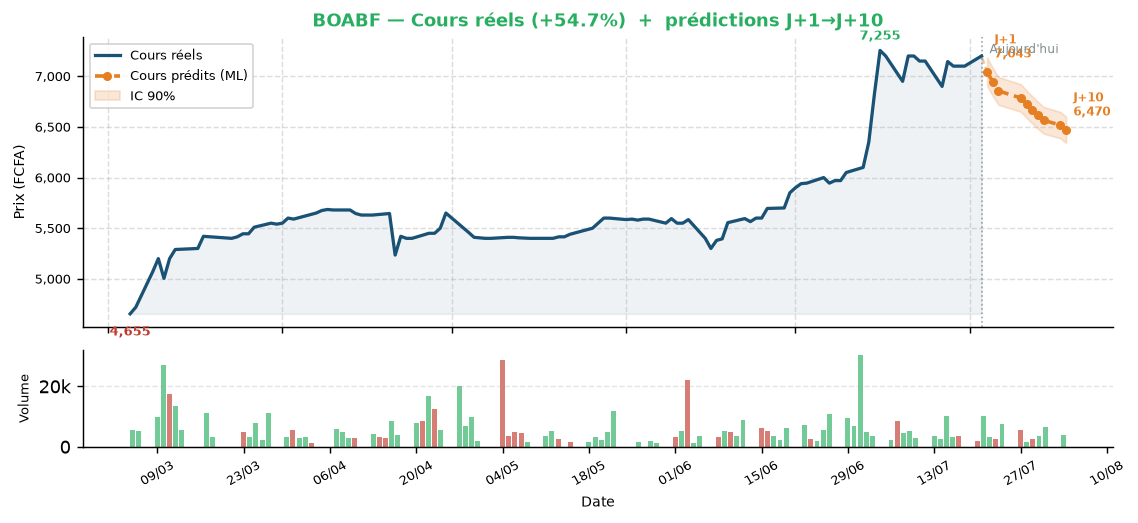 BOABF — Cours réels (+54.7%)  +  prédictions J+1→J+10
Cours réels
Cours prédits (ML)
IC 90%
7,255
J+1
7,043
Aujourd'hui
J+10
6,470
4,655
Prix (FCFA)
7,000
6,500
6,000
5,500
5,000
Volume
20k
0
09/03
23/03
06/04
20/04
04/05
18/05
01/06
15/06
29/06
13/07
27/07
10/08
Date